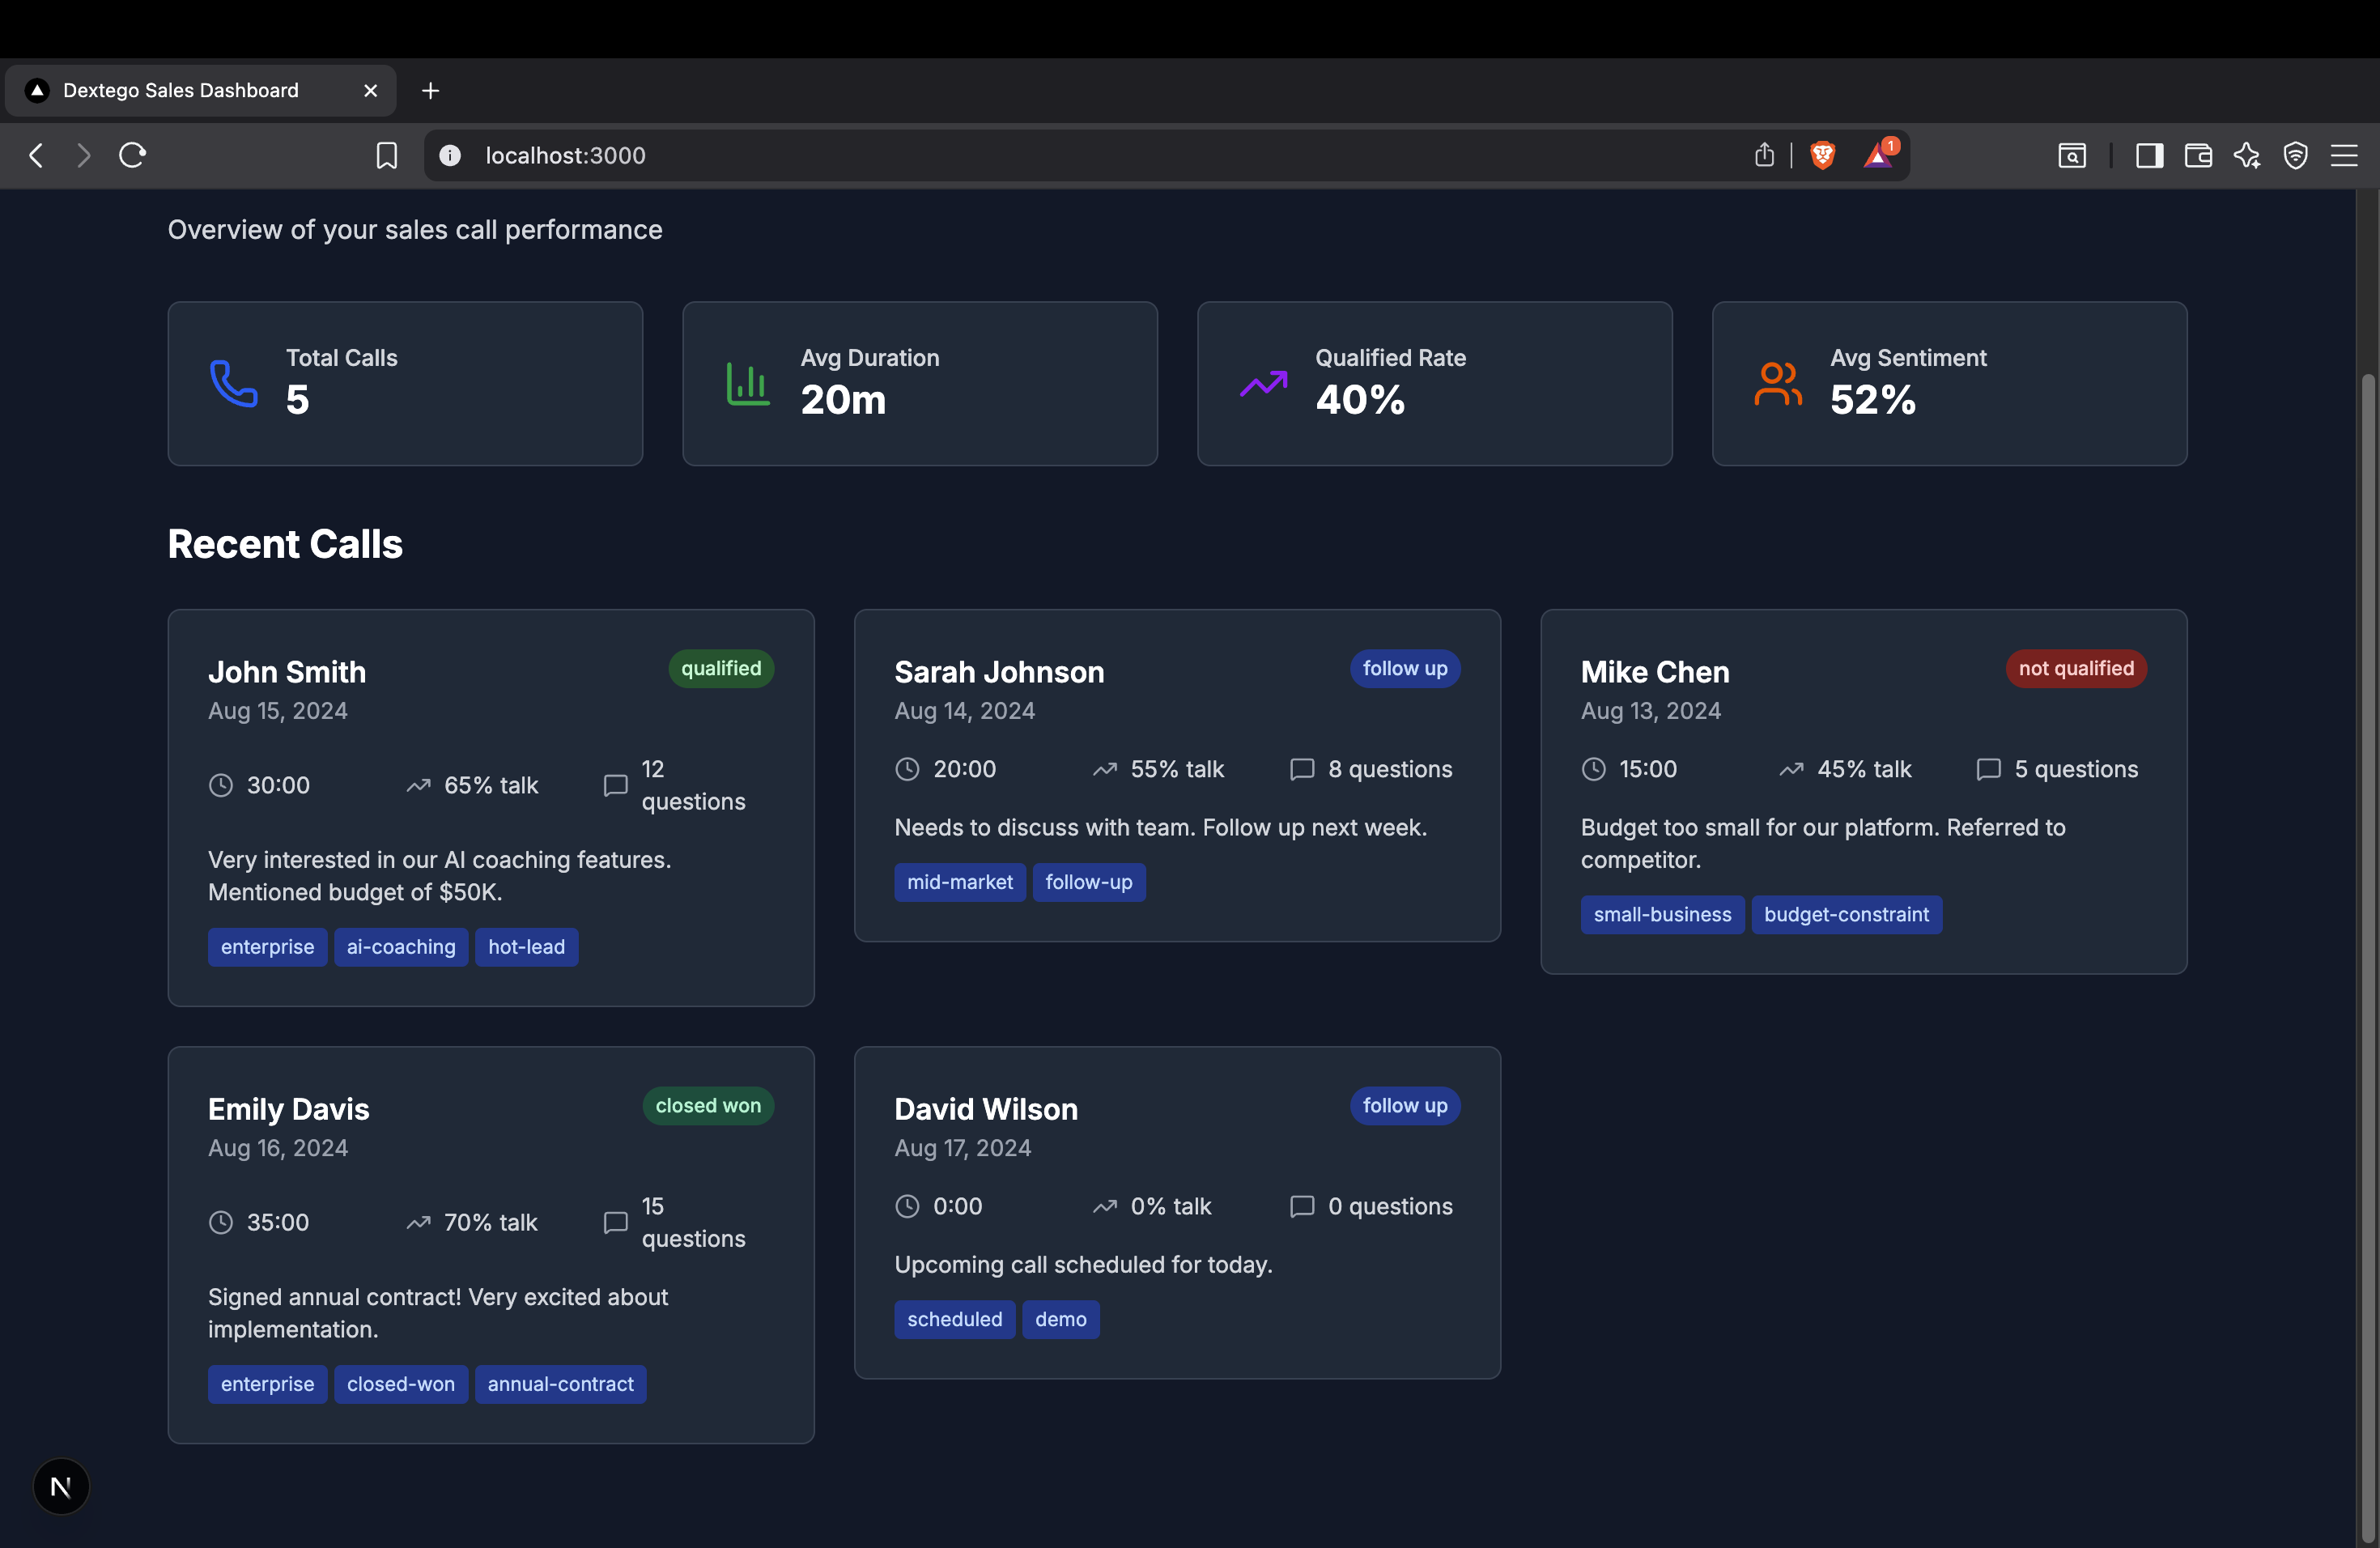 Dextego Sales Dashboard
localhost:3000
1
Overview of your sales call performance
Total Calls
5
Avg Duration
20m
Qualified Rate
40%
Avg Sentiment
52%
Recent Calls
John Smith
qualified
Aug 15, 2024
30:00
65% talk
12
questions
Very interested in our AI coaching features.
Mentioned budget of $50K.
enterprise ai-coaching hot-lead
Sarah Johnson
follow up
Aug 14, 2024
20:00
55% talk
8 questions
Needs to discuss with team. Follow up next week.
mid-market follow-up
Mike Chen
not qualified
Aug 13, 2024
15:00
45% talk
5 questions
Budget too small for our platform. Referred to
competitor.
small-business budget-constraint
Emily Davis
closed won
Aug 16, 2024
35:00
70% talk
15
questions
Signed annual contract! Very excited about
implementation.
enterprise closed-won annual-contract
David Wilson
follow up
Aug 17, 2024
0:00
0% talk
0 questions
Upcoming call scheduled for today.
scheduled demo
N